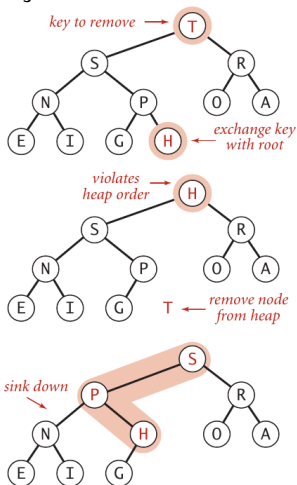 key to remove
T
S
R
N
P
O
A
E
I
G
H
exchange key
with root
violates
heap order
H
S
R
N
P
O
A
E
I
G
T
remove node
from heap
S
sink down
P
R
N
H
O
A
E
I
G